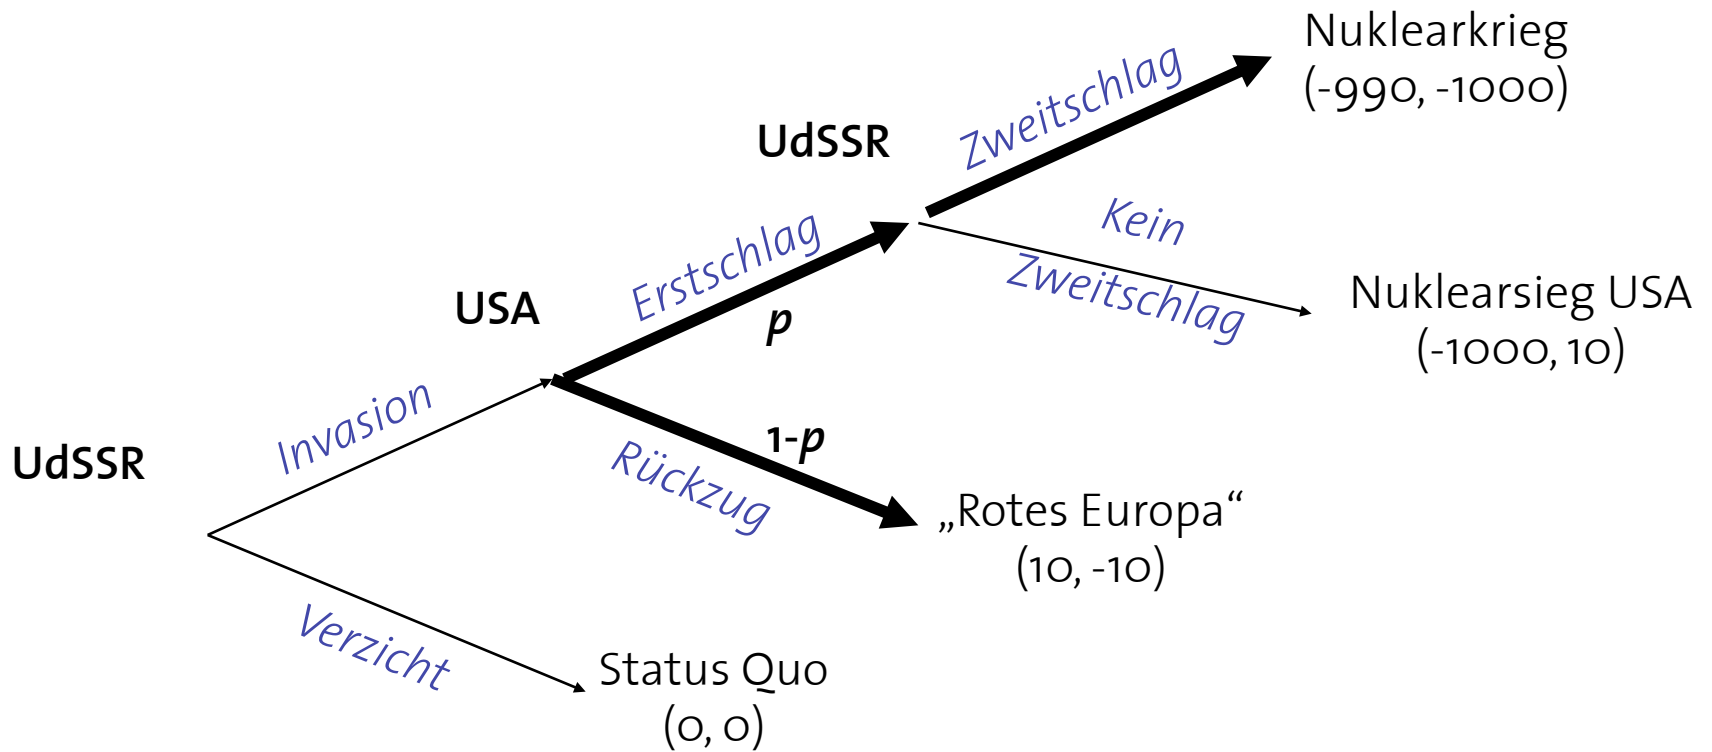 Nuklearkrieg
(-990, -1000)
Zweitschlag
UdSSR
Kein
Zweitschlag
Erstschlag
Nuklearsieg USA
(-1000, 10)
USA
p
Invasion
1-p
UdSSR
Rückzug
„Rotes Europa“
(10, -10)
Verzicht
Status Quo
(0, 0)